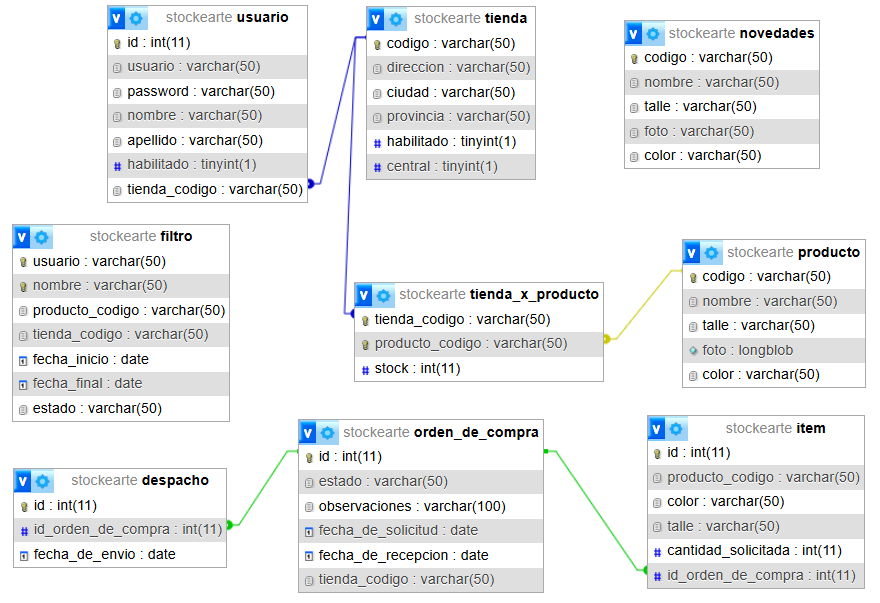 stockearte usuario
id : int(11)
usuario : varchar(50)
password : varchar(50)
nombre : varchar(50)
apellido : varchar(50)
habilitado : tinyint(1)
tienda_codigo : varchar(50)
stockearte tienda
codigo : varchar(50)
direccion : varchar(50)
ciudad : varchar(50)
provincia : varchar(50)
habilitado : tinyint(1)
central : tinyint(1)
stockearte novedades
codigo : varchar(50)
nombre : varchar(50)
talle : varchar(50)
foto : varchar(50)
color : varchar(50)
stockearte filtro
usuario : varchar(50)
nombre : varchar(50)
producto_codigo : varchar(50)
tienda_codigo : varchar(50)
fecha_inicio : date
fecha_final : date
estado : varchar(50)
stockearte tienda_x_producto
tienda_codigo : varchar(50)
producto_codigo : varchar(50)
stock : int(11)
stockearte producto
codigo : varchar(50)
nombre : varchar(50)
talle : varchar(50)
foto : longblob
color : varchar(50)
stockearte despacho
id : int(11)
id_orden_de_compra : int(11)
fecha_de_envio : date
stockearte orden_de_compra
id : int(11)
estado : varchar(50)
observaciones : varchar(100)
fecha_de_solicitud : date
fecha_de_recepcion : date
tienda_codigo : varchar(50)
stockearte item
id : int(11)
producto_codigo : varchar(50)
color : varchar(50)
talle : varchar(50)
cantidad_solicitada : int(11)
id_orden_de_compra : int(11)